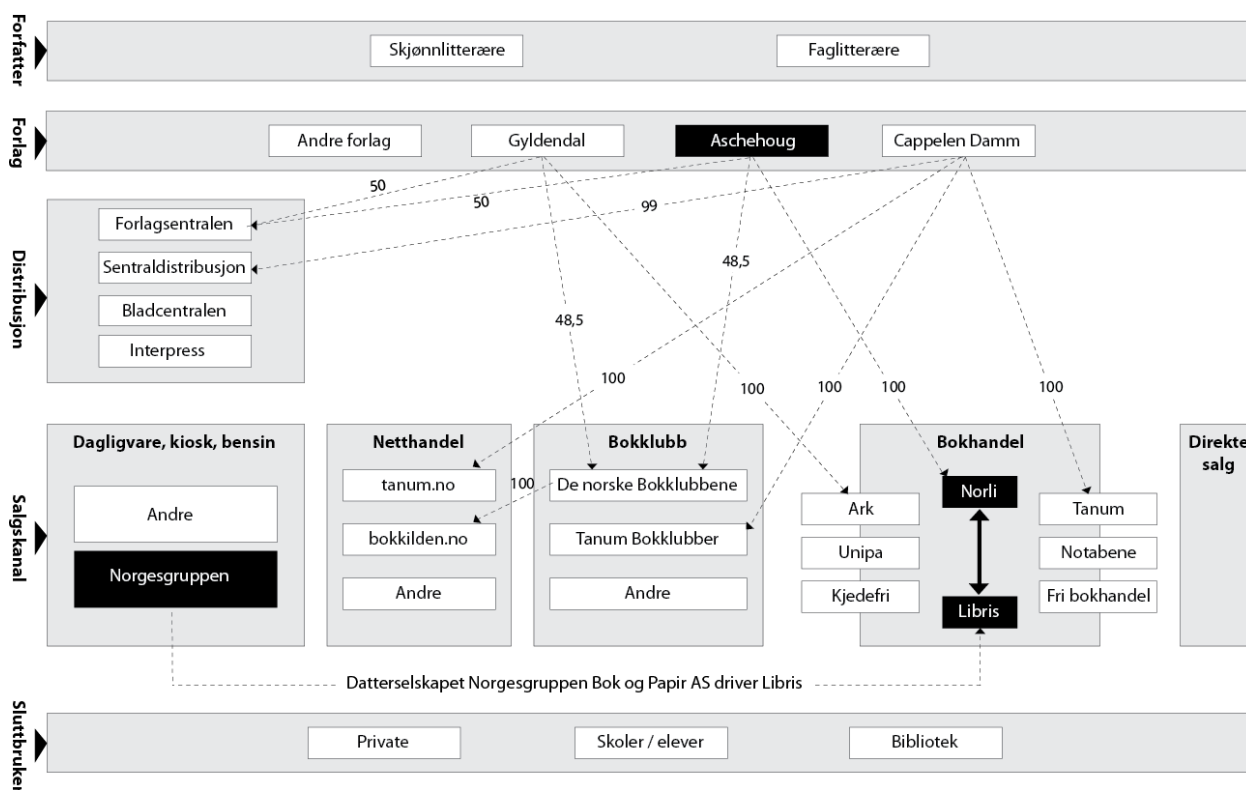 Forfatter
Skjønnlitterære
Faglitterære
Forlag
Andre forlag
Gyldendal
Aschehoug
Cappelen Damm
50
50
99
48,5
48,5
100
100
100
100
100
100
Distribusjon
Forlagsentralen
Sentraldistribusjon
Bladcentralen
Interpress
Salgskanal
Dagligvare, kiosk, bensin
Andre
Norgesgruppen
Netthandel
tanum.no
bokkilden.no
Andre
Bokklubb
De norske Bokklubbene
Tanum Bokklubber
Andre
Bokhandel
Ark
Unipa
Kjedefri
Norli
Libris
Tanum
Notabene
Fri bokhandel
Direkte
salg
Datterselskapet Norgesgruppen Bok og Papir AS driver Libris
Sluttbruker
Private
Skoler / elever
Bibliotek